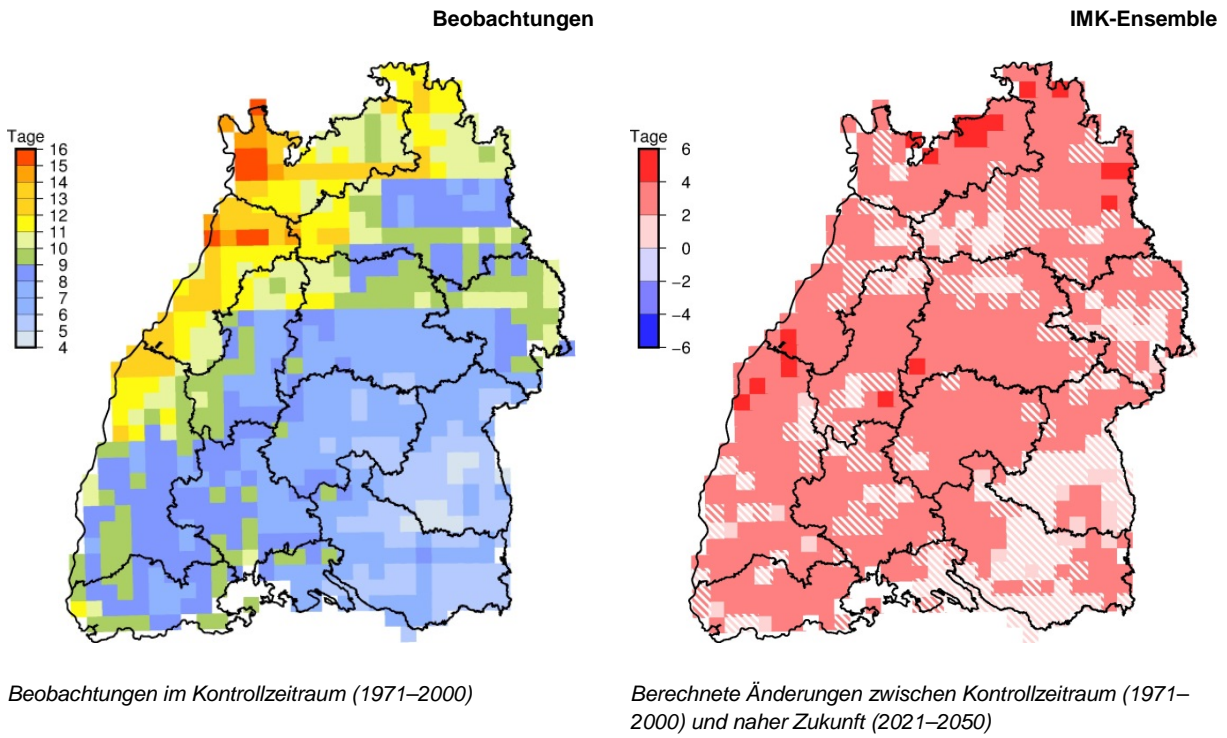 Beobachtungen
IMK-Ensemble
Tage
16
15
14
13
12
11
10
9
8
7
6
5
4
Tage
6
4
2
0
−2
−4
−6
Beobachtungen im Kontrollzeitraum (1971–2000)
Berechnete Änderungen zwischen Kontrollzeitraum (1971–
2000) und naher Zukunft (2021–2050)